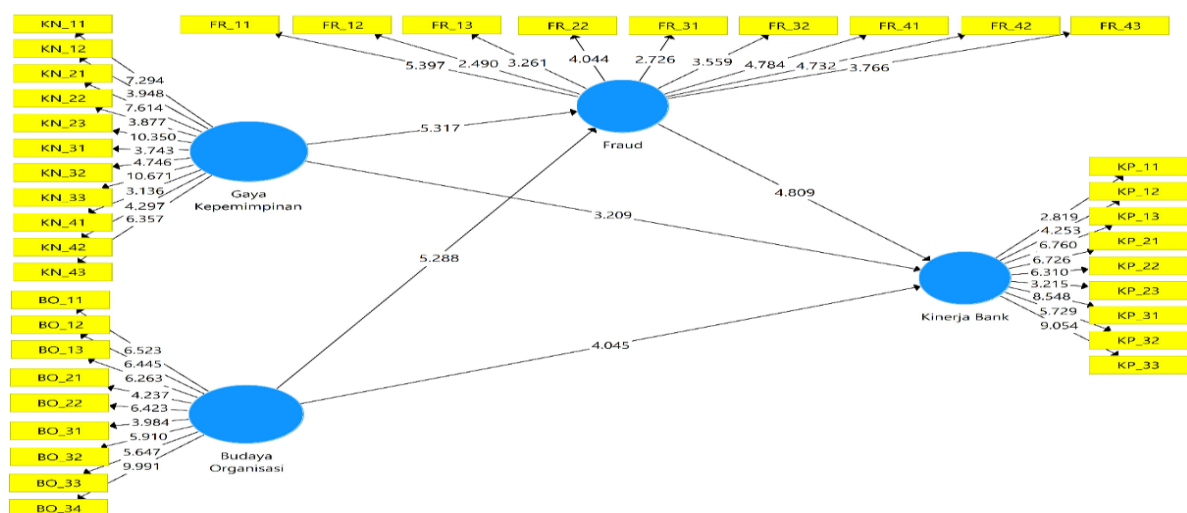 FR_11 FR_12 FR_13 FR_22 FR_31 FR_32 FR_41 FR_42 FR_43
5.397 2.490 3.261 4.044 2.726 3.559 4.784 4.732 3.766
Fraud
KN_11
KN_12
KN_21
KN_22
KN_23
KN_31
KN_32
KN_33
KN_41
KN_42
KN_43
7.294
3.948
7.614
3.877
10.350
3.743
4.746
10.671
3.136
4.297
6.357
Gaya
Kepemimpinan
5.317
3.209
4.809
5.288
4.045
BO_11
BO_12
BO_13
BO_21
BO_22
BO_31
BO_32
BO_33
BO_34
6.523
6.445
6.263
4.237
6.423
3.984
5.910
5.647
9.991
Budaya
Organisasi
KP_11
KP_12
KP_13
KP_21
KP_22
KP_23
KP_31
KP_32
KP_33
2.819
4.253
6.760
6.726
6.310
3.215
8.548
5.729
9.054
Kinerja Bank